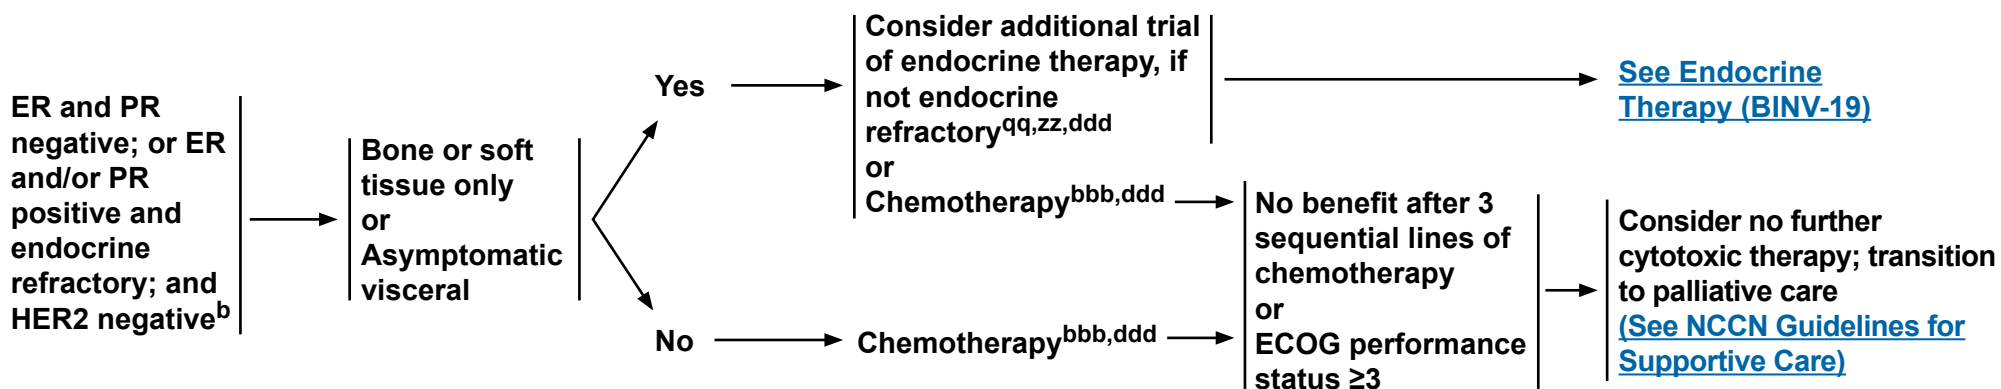 ER and PR
negative; or ER
and/or PR
positive and
endocrine
refractory; and
HER2 negativeb
Bone or soft
tissue only
or
Asymptomatic
visceral
Yes
Consider additional trial
of endocrine therapy, if
not endocrine
refractoryqq,zz,ddd
or
Chemotherapybbb,ddd
See Endocrine
Therapy (BINV-19)
No
Chemotherapybbb,ddd
No benefit after 3
sequential lines of
chemotherapy
or
ECOG performance
status ≥3
Consider no further
cytotoxic therapy; transition
to palliative care
(See NCCN Guidelines for
Supportive Care)